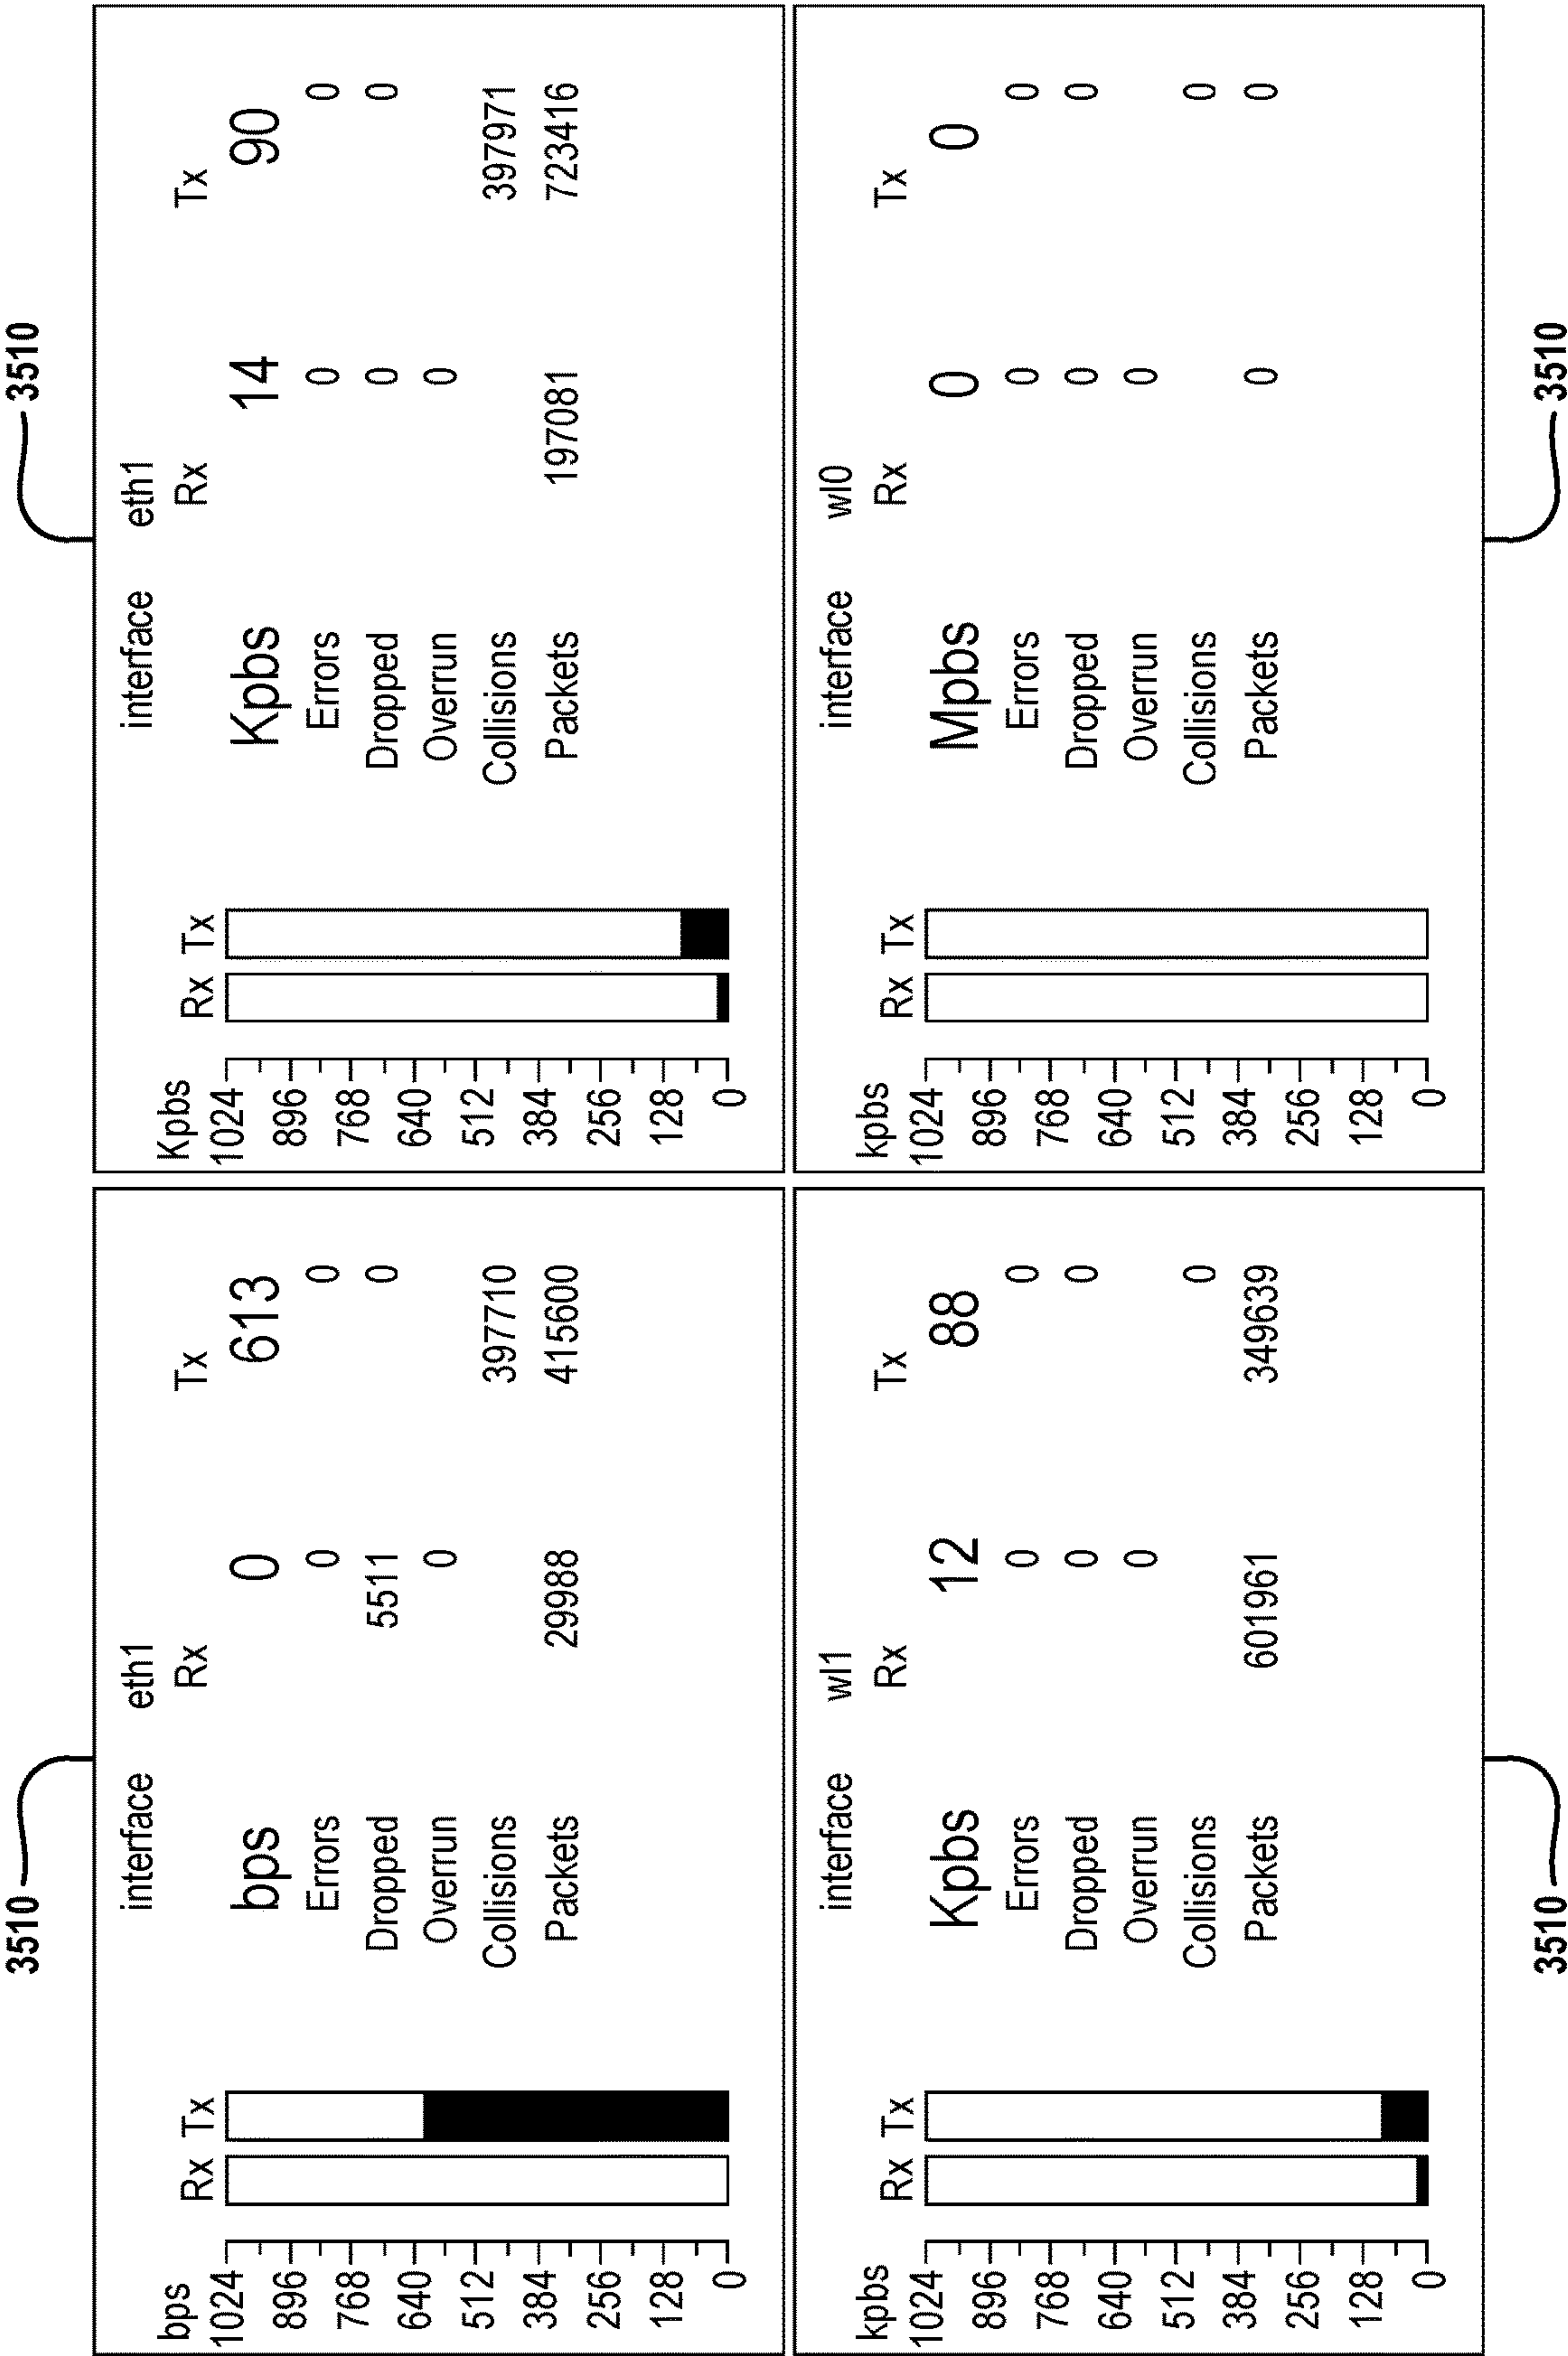 3510
3510
bps
1024
896
768
640
512
384
256
128
0
Rx Tx
interface eth1
Rx Tx
bps 0 613
Errors 0 0
Dropped 5511 0
Overrun 0
Collisions 397710
Packets 29988 415600
Kpbs
1024
896
768
640
512
384
256
128
0
Rx Tx
interface eth1
Rx Tx
Kpbs 14 90
Errors 0 0
Dropped 0 0
Overrun 0
Collisions 397971
Packets 197081 723416
kpbs
1024
896
768
640
512
384
256
128
0
Rx Tx
interface wl1
Rx Tx
Kpbs 12 88
Errors 0 0
Dropped 0 0
Overrun 0
Collisions 0
Packets 601961 349639
kpbs
1024
896
768
640
512
384
256
128
0
Rx Tx
interface wl0
Rx Tx
Mpbs 0 0
Errors 0 0
Dropped 0 0
Overrun 0
Collisions 0
Packets 0 0
3510
3510